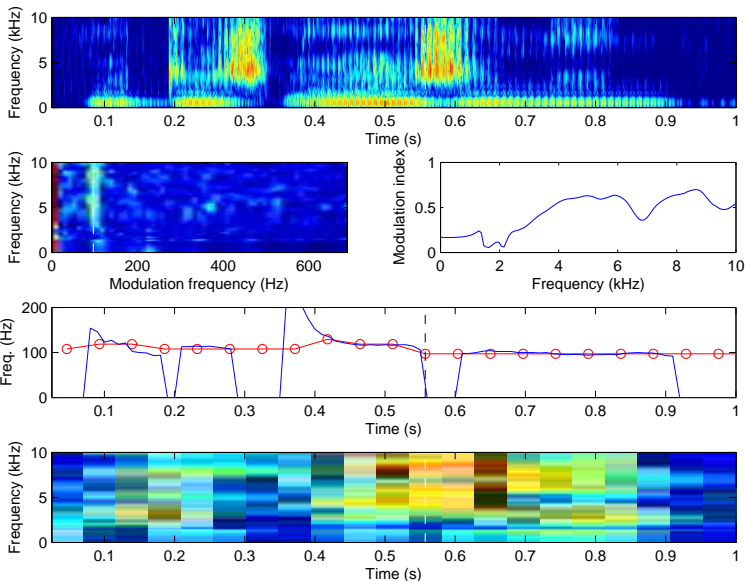 Frequency (kHz)
10
5
0
0.1 0.2 0.3 0.4 0.5 0.6 0.7 0.8 0.9 1
Time (s)
Frequency (kHz)
10
5
0
0 200 400 600
Modulation frequency (Hz)
Modulation index
1
0.5
0
0 2 4 6 8 10
Frequency (kHz)
Freq. (Hz)
200
100
0
0.1 0.2 0.3 0.4 0.5 0.6 0.7 0.8 0.9 1
Time (s)
Frequency (kHz)
10
5
0
0.1 0.2 0.3 0.4 0.5 0.6 0.7 0.8 0.9 1
Time (s)